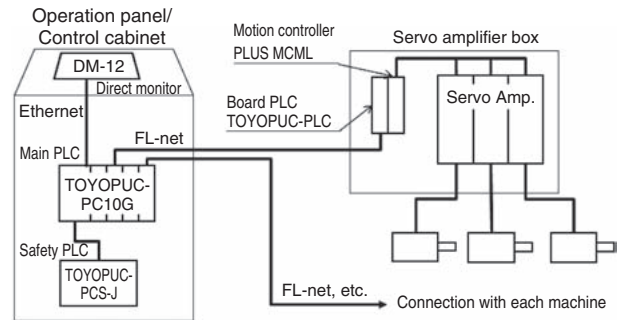 Operation panel/
Control cabinet
DM-12
Direct monitor
Ethernet
FL-net
Main PLC
TOYOPUC-
PC10G
Safety PLC
TOYOPUC-
PCS-J
Motion controller
PLUS MCML
Board PLC
TOYOPUC-PLC
Servo amplifier box
Servo Amp.
FL-net, etc.
Connection with each machine